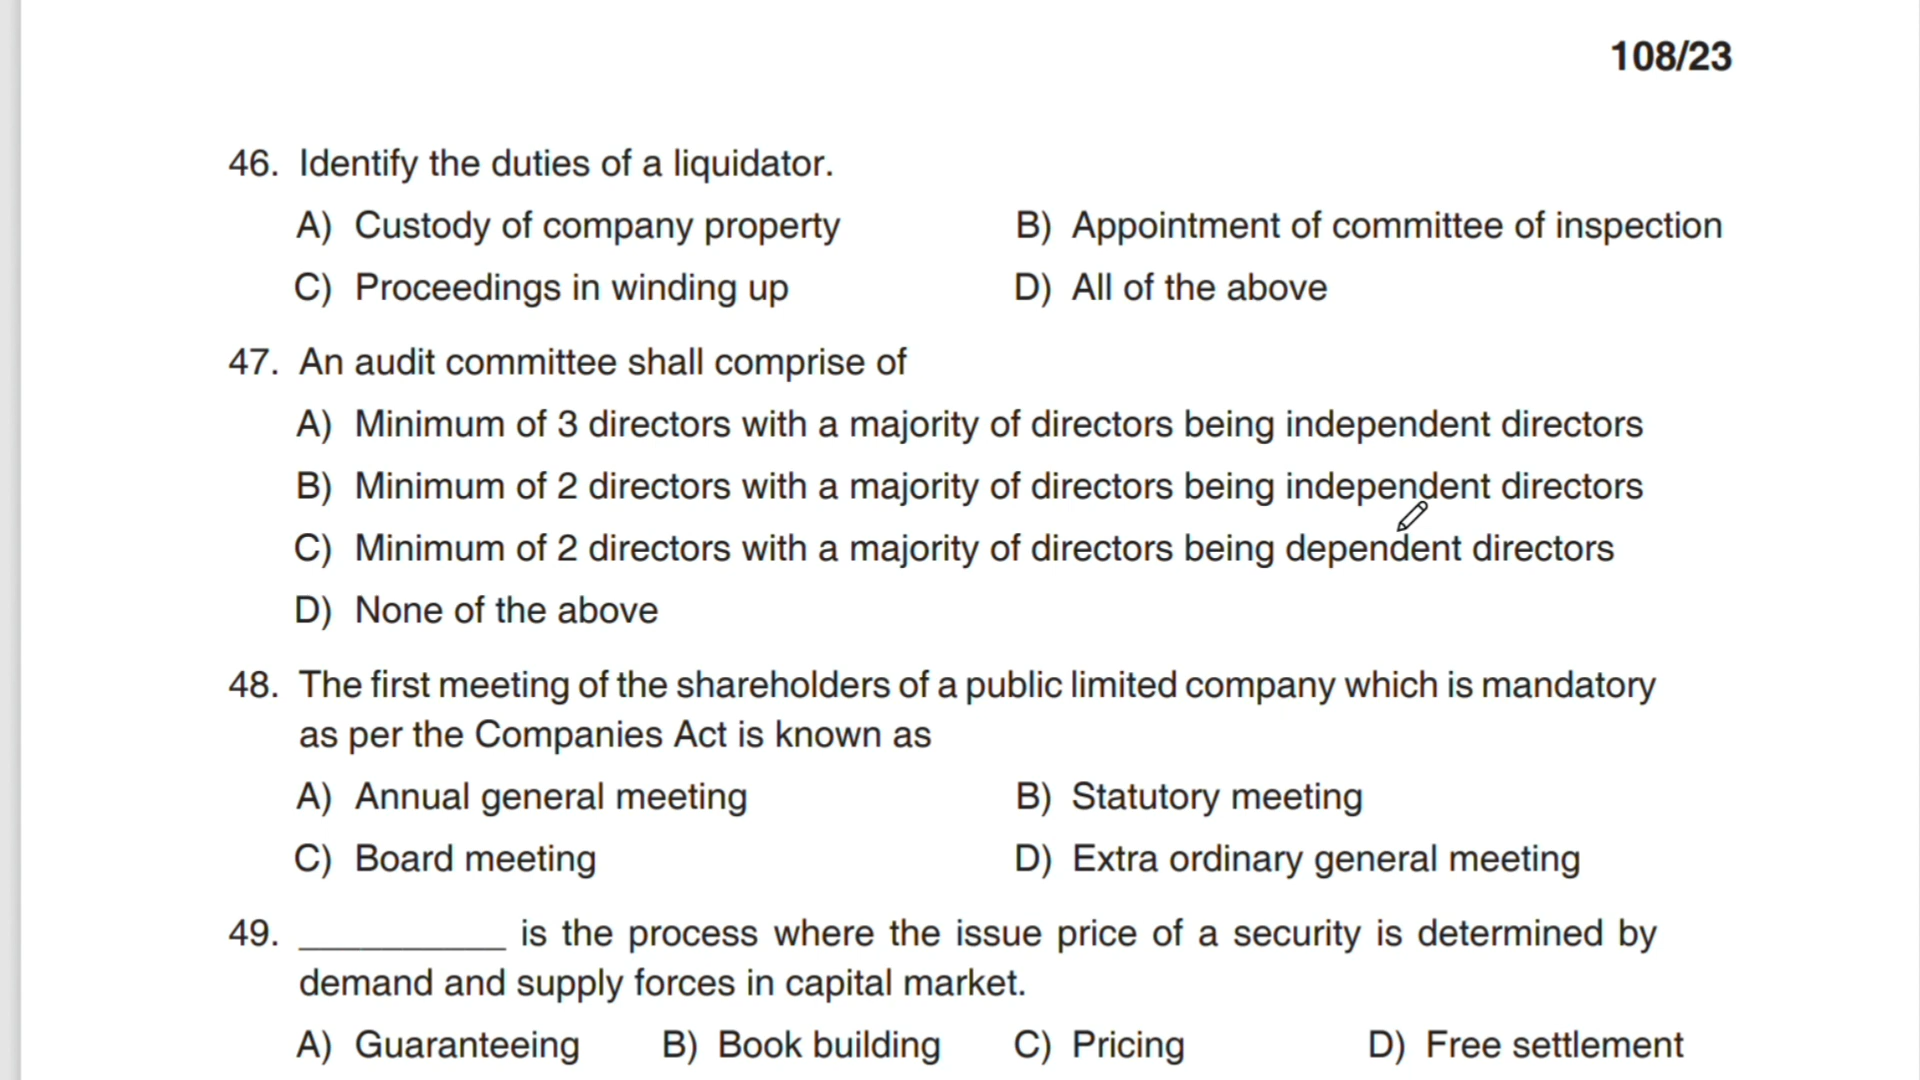 108/23
46. Identify the duties of a liquidator.
A) Custody of company property B) Appointment of committee of inspection
C) Proceedings in winding up D) All of the above
47. An audit committee shall comprise of
A) Minimum of 3 directors with a majority of directors being independent directors
B) Minimum of 2 directors with a majority of directors being independent directors
C) Minimum of 2 directors with a majority of directors being dependent directors
D) None of the above
48. The first meeting of the shareholders of a public limited company which is mandatory
as per the Companies Act is known as
A) Annual general meeting B) Statutory meeting
C) Board meeting D) Extra ordinary general meeting
49. __________ is the process where the issue price of a security is determined by
demand and supply forces in capital market.
A) Guaranteeing B) Book building C) Pricing D) Free settlement